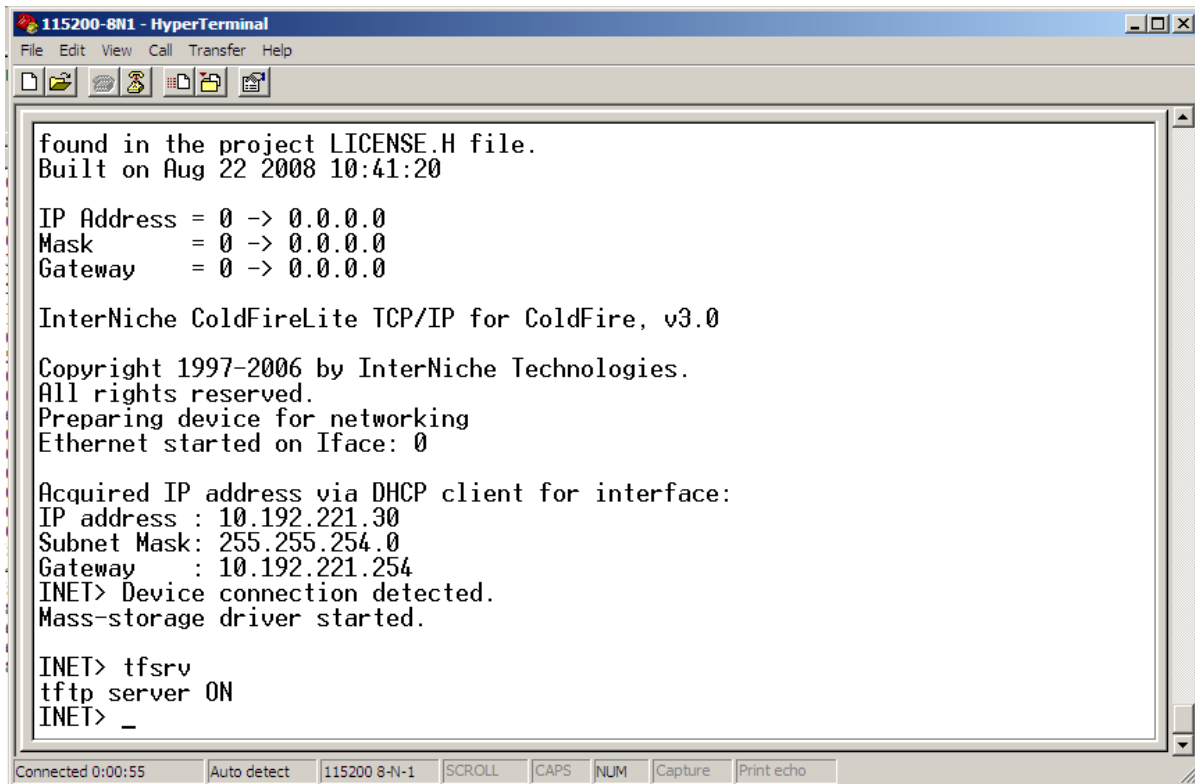 115200-8N1 - HyperTerminal
File Edit View Call Transfer Help
found in the project LICENSE.H file.
Built on Aug 22 2008 10:41:20
IP Address = 0 -> 0.0.0.0
Mask = 0 -> 0.0.0.0
Gateway = 0 -> 0.0.0.0
InterNiche ColdFireLite TCP/IP for ColdFire, v3.0
Copyright 1997-2006 by InterNiche Technologies.
All rights reserved.
Preparing device for networking
Ethernet started on Iface: 0
Acquired IP address via DHCP client for interface:
IP address : 10.192.221.30
Subnet Mask: 255.255.254.0
Gateway : 10.192.221.254
INET> Device connection detected.
Mass-storage driver started.
INET> tfsrv
tftp server ON
INET> _
Connected 0:00:55 Auto detect 115200 8-N-1 SCROLL CAPS NUM Capture Print echo